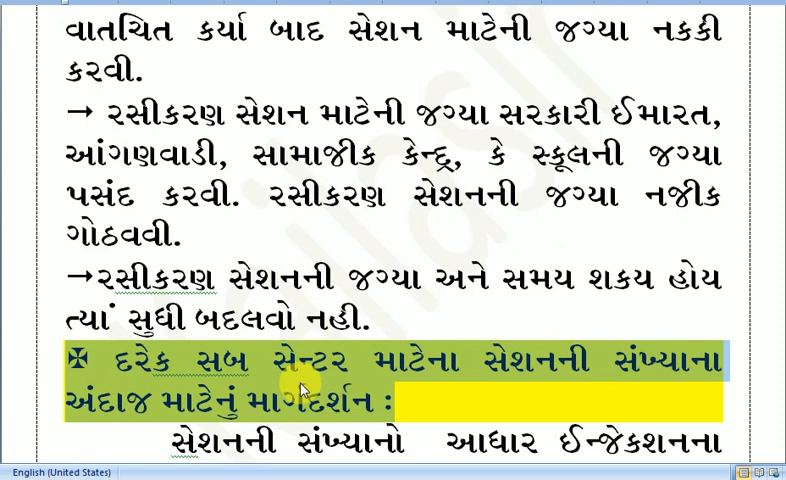 વાતચિત કર્યા બાદ સેશન માટેની જગ્યા નકકી
કરવી.
→ રસીકરણ સેશન માટેની જગ્યા સરકારી ઈમારત,
આંગણવાડી, સામાજીક કેન્દ્ર, કે સ્કૂલની જગ્યા
પસંદ કરવી. રસીકરણ સેશનની જગ્યા નજીક
ગોઠવવી.
→રસીકરણ સેશનની જગ્યા અને સમય શકય હોય
ત્યાં સુધી બદલવો નહી.
✠ દરેક સબ સેન્ટર માટેના સેશનની સંખ્યાના
અંદાજ માટેનું માર્ગદર્શન :
સેશનની સંખ્યાનો આધાર ઈન્જેકશનના
English (United States)